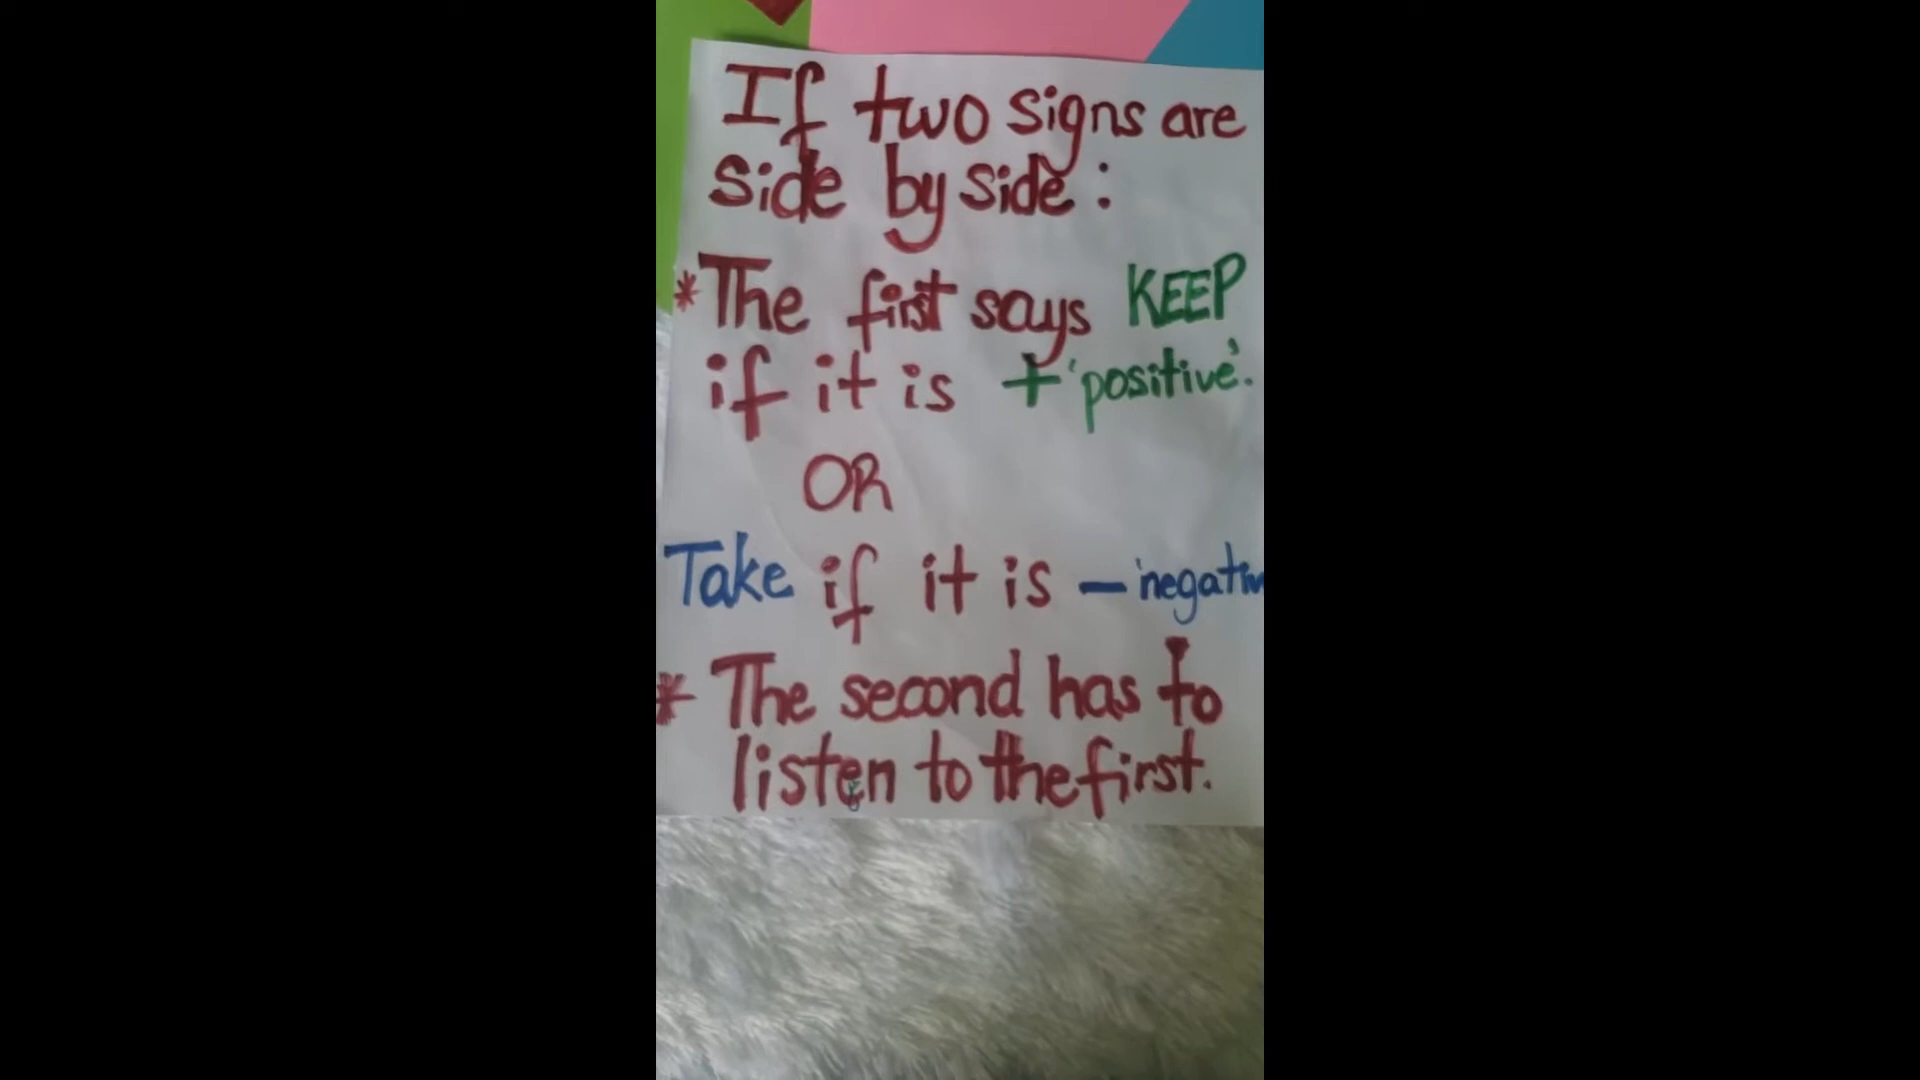 If two signs are
side by side :
* The first says KEEP
if it is + 'positive'.
OR
Take if it is - 'negativ
* The second has to
listen to the first.